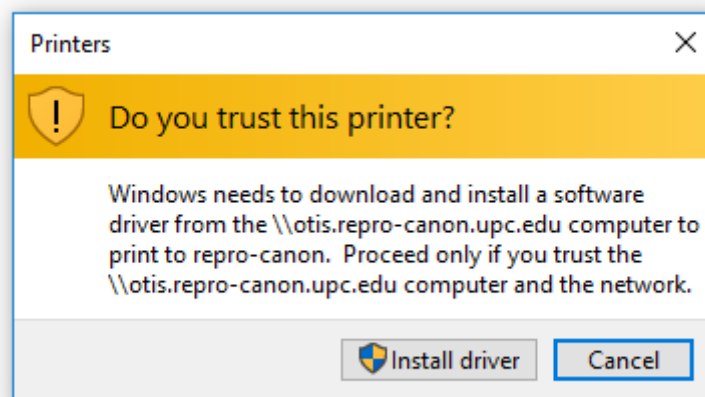 Printers
Do you trust this printer?
Windows needs to download and install a software
driver from the \\otis.repro-canon.upc.edu computer to
print to repro-canon.  Proceed only if you trust the
\\otis.repro-canon.upc.edu computer and the network.
Install driver
Cancel